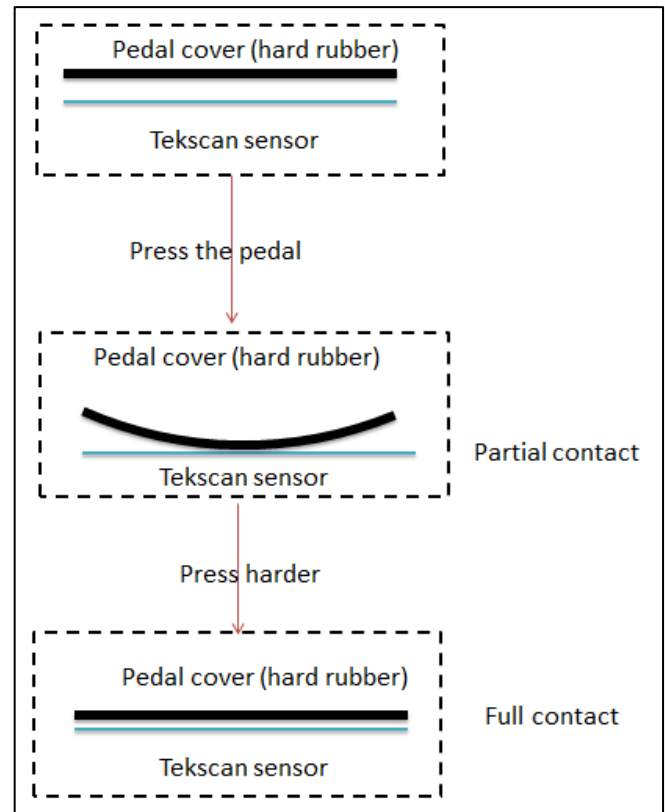 Pedal cover (hard rubber)
Tekscan sensor
Press the pedal
Pedal cover (hard rubber)
Partial contact
Tekscan sensor
Press harder
Pedal cover (hard rubber)
Full contact
Tekscan sensor